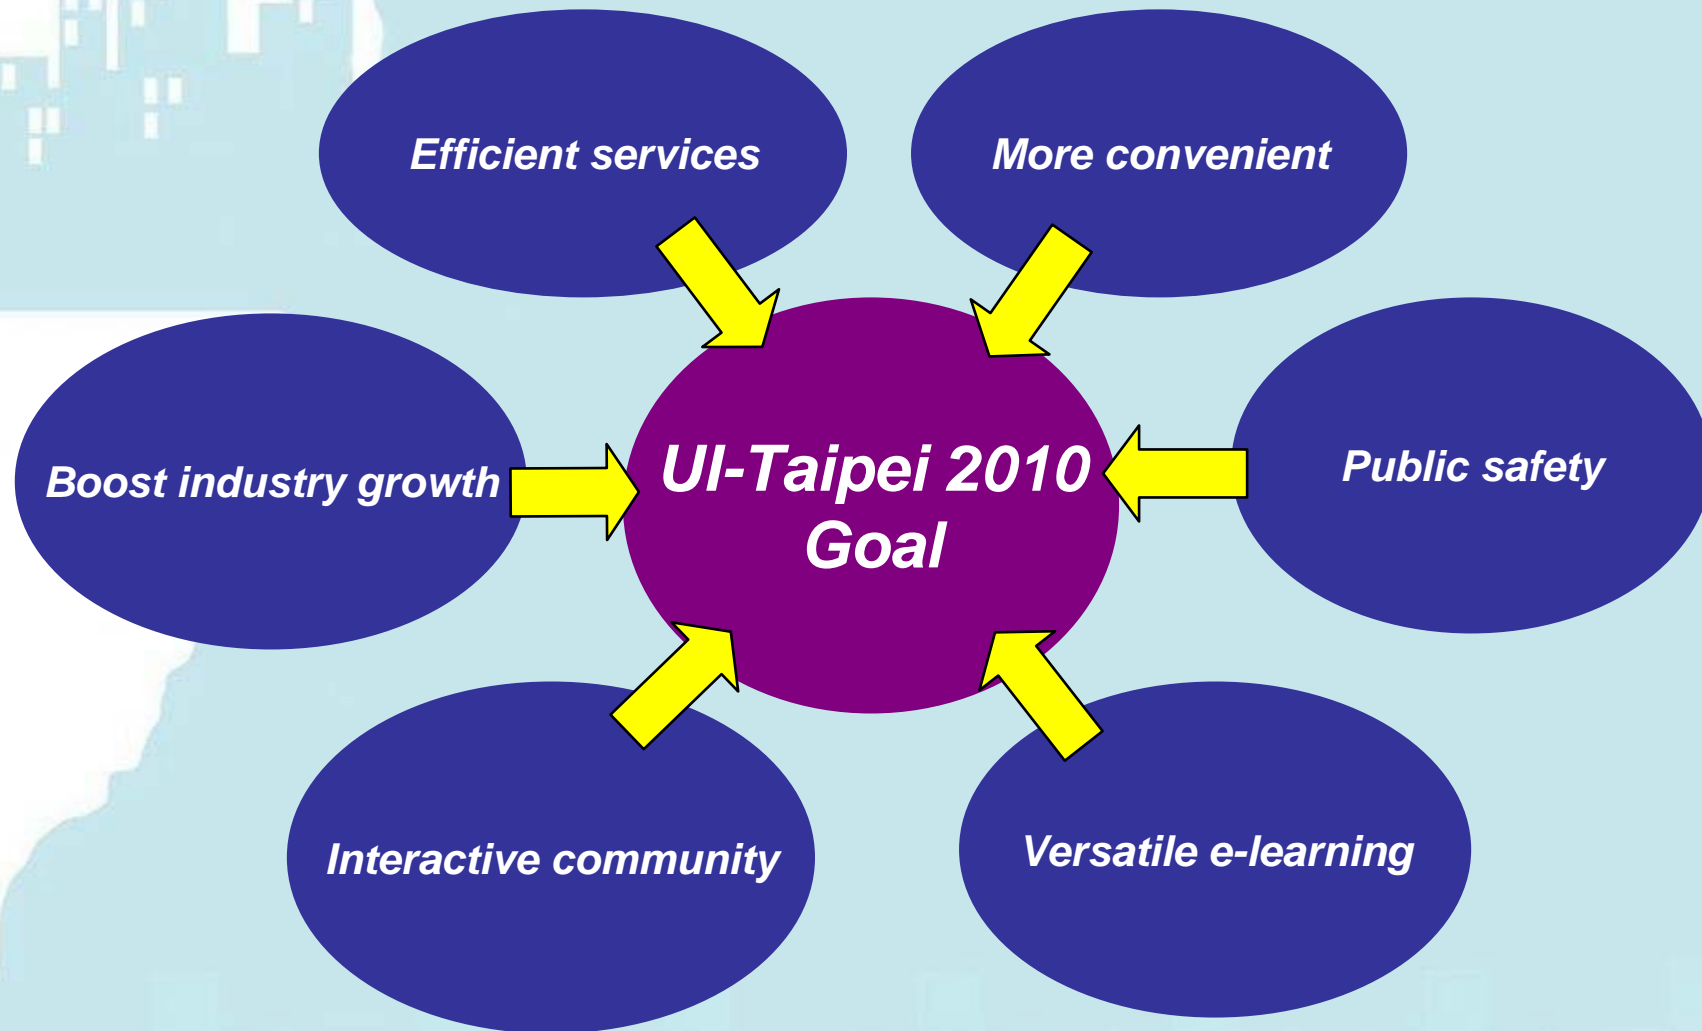 Efficient services
More convenient
Boost industry growth
UI-Taipei 2010
Goal
Public safety
Interactive community
Versatile e-learning